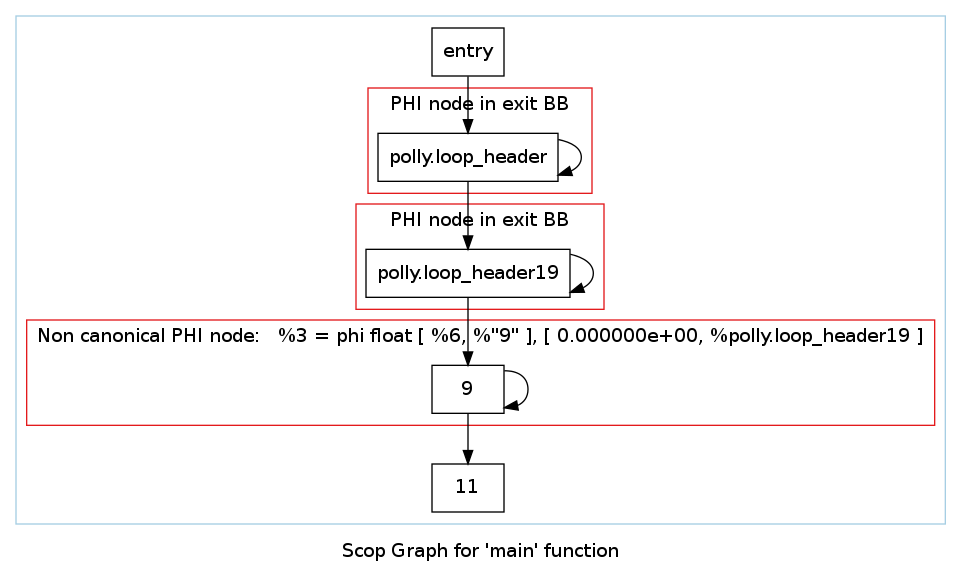 entry
PHI node in exit BB
polly.loop_header
PHI node in exit BB
polly.loop_header19
Non canonical PHI node:   %3 = phi float [ %6, %"9" ], [ 0.000000e+00, %polly.loop_header19 ]
9
11
Scop Graph for 'main' function